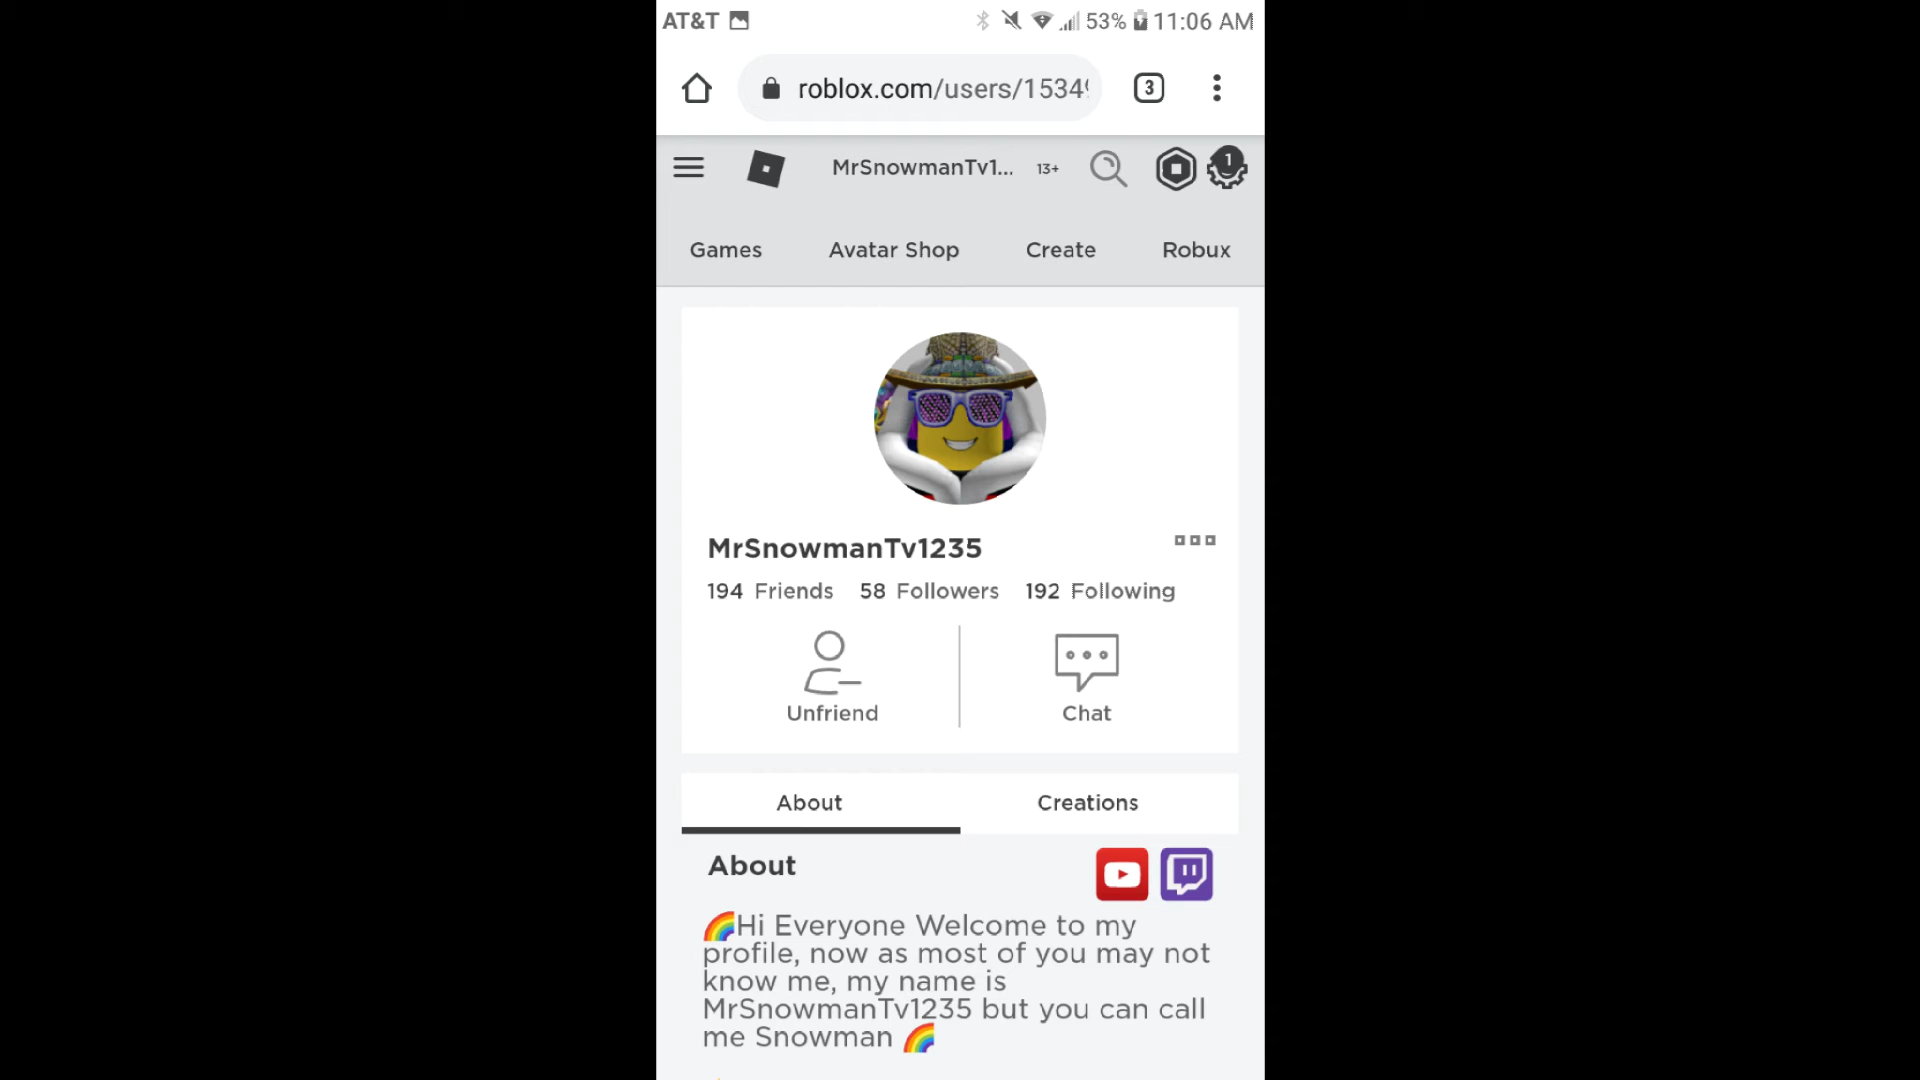 AT&T 53% 11:06 AM
roblox.com/users/1534
3
MrSnowmanTv1... 13+ 1
Games Avatar Shop Create Robux
MrSnowmanTv1235
194 Friends 58 Followers 192 Following
Unfriend Chat
About Creations
About
🌈Hi Everyone Welcome to my
profile, now as most of you may not
know me, my name is
MrSnowmanTv1235 but you can call
me Snowman 🌈